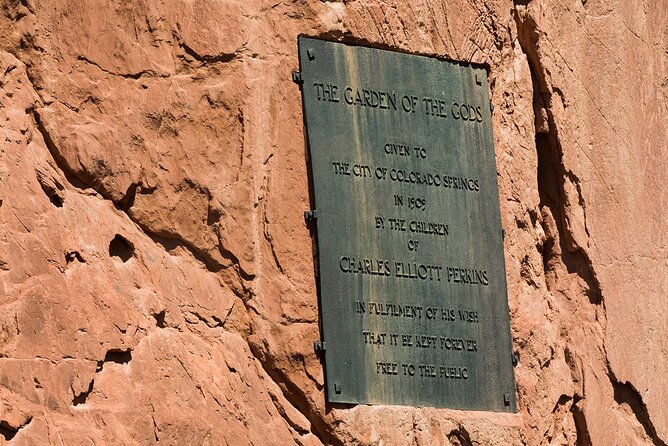 THE GARDEN OF THE GODS
GIVEN TO
THE CITY OF COLORADO SPRINGS
IN 1909
BY THE CHILDREN
OF
CHARLES ELLIOTT PERKINS
IN FULFILMENT OF HIS WISH
THAT IT BE KEPT FOREVER
FREE TO THE PUBLIC